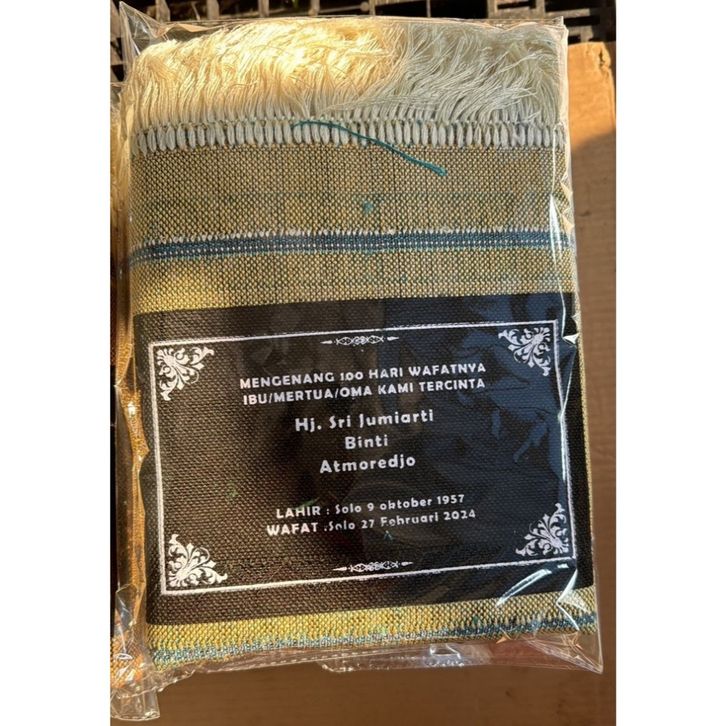 MENGENANG 100 HARI WAFATNYA
IBU/MERTUA/OMA KAMI TERCINTA
Hj. Sri Jumiarti
Binti
Atmoredjo
LAHIR : Solo 9 oktober 1957
WAFAT :Solo 27 Februari 2024